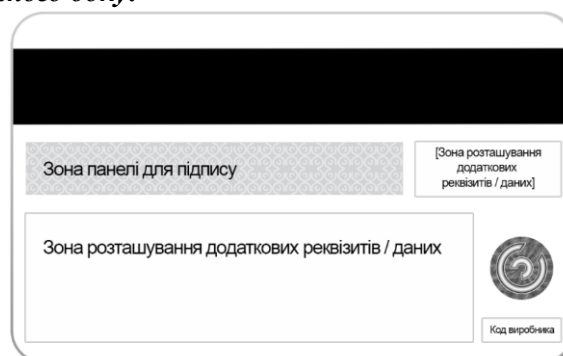 Зона панелі для підпису
[Зона розташування
додаткових
реквізитів / даних]
Зона розташування додаткових реквізитів / даних
Код виробника